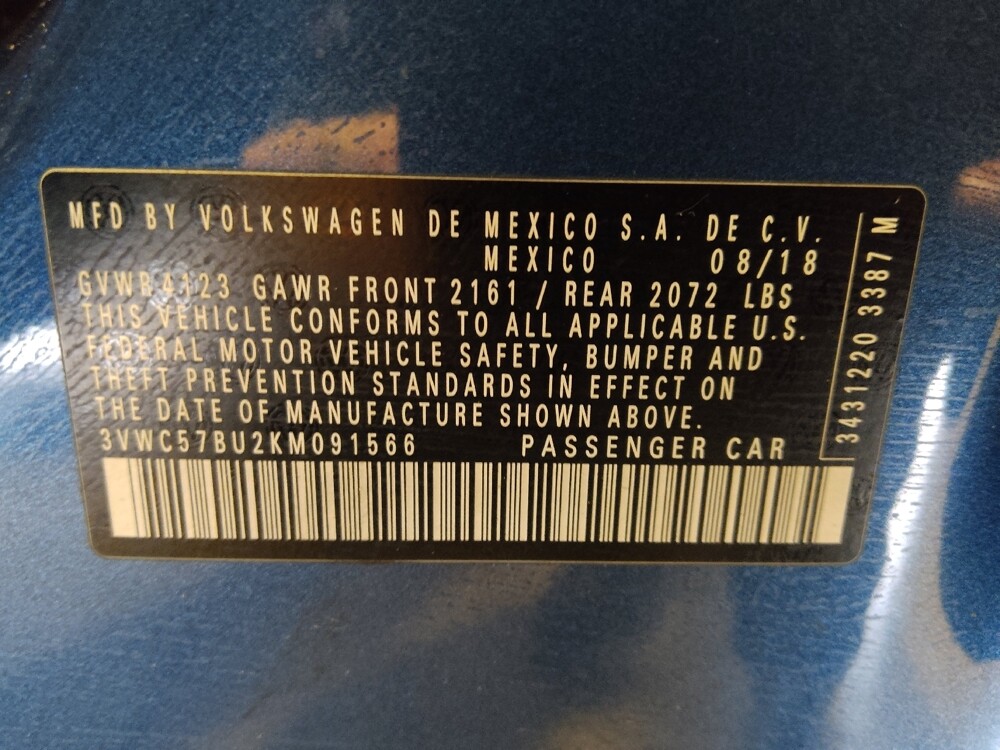 MFD BY VOLKSWAGEN DE MEXICO S.A. DE C.V.
MEXICO 08/18
GVWR 4123 GAWR FRONT 2161 / REAR 2072 LBS
THIS VEHICLE CONFORMS TO ALL APPLICABLE U.S.
FEDERAL MOTOR VEHICLE SAFETY, BUMPER AND
THEFT PREVENTION STANDARDS IN EFFECT ON
THE DATE OF MANUFACTURE SHOWN ABOVE.
3VWC57BU2KM091566 PASSENGER CAR
3431220 3387 M